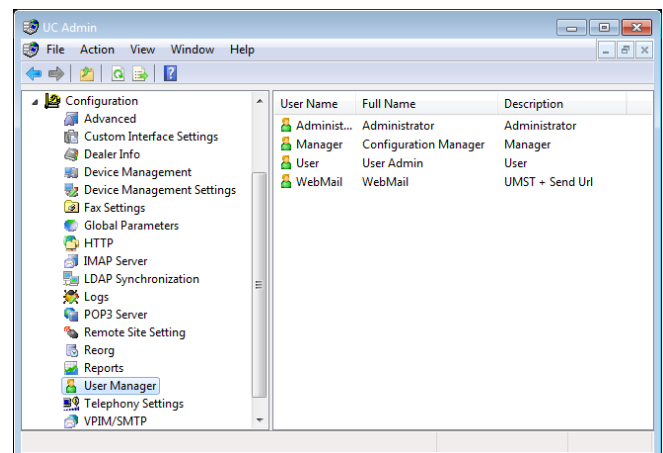 UC Admin
File Action View Window Help
Configuration
Advanced
Custom Interface Settings
Dealer Info
Device Management
Device Management Settings
Fax Settings
Global Parameters
HTTP
IMAP Server
LDAP Synchronization
Logs
POP3 Server
Remote Site Setting
Reorg
Reports
User Manager
Telephony Settings
VPIM/SMTP
User Name Full Name Description
Administ... Administrator Administrator
Manager Configuration Manager Manager
User User Admin User
WebMail WebMail UMST + Send Url